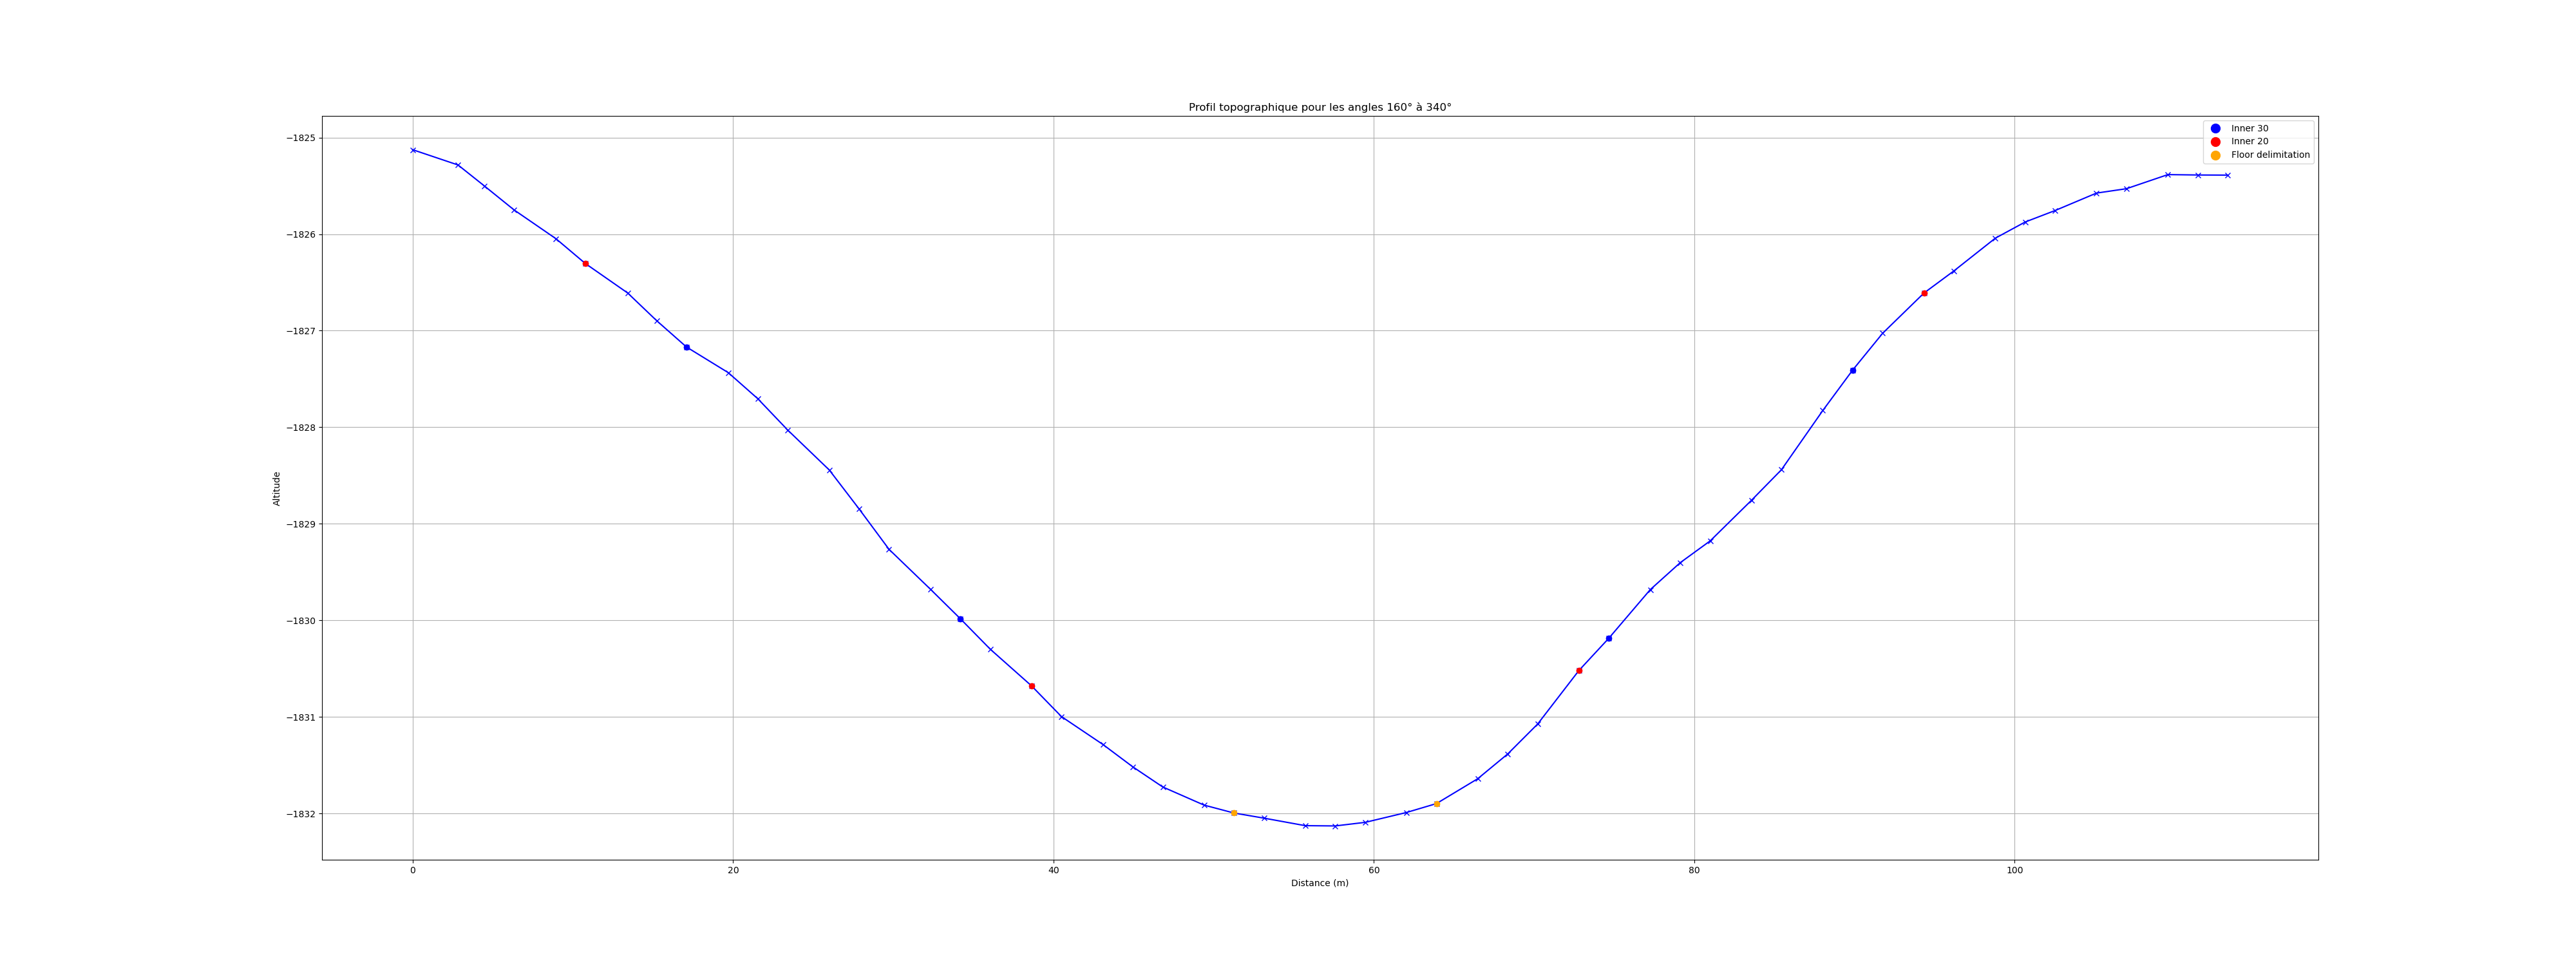 Profil topographique pour les angles 160° à 340°
Inner 30
Inner 20
Floor delimitation
Altitude
−1825
−1826
−1827
−1828
−1829
−1830
−1831
−1832
0 20 40 60 80 100
Distance (m)